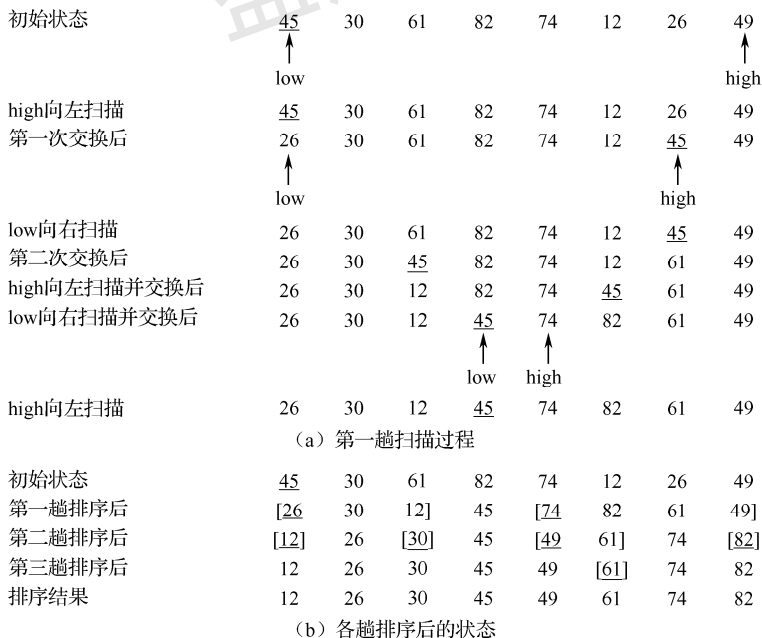 初始状态 45 30 61 82 74 12 26 49
low high
high向左扫描 45 30 61 82 74 12 26 49
第一次交换后 26 30 61 82 74 12 45 49
low high
low向右扫描 26 30 61 82 74 12 45 49
第二次交换后 26 30 45 82 74 12 61 49
high向左扫描并交换后 26 30 12 82 74 45 61 49
low向右扫描并交换后 26 30 12 45 74 82 61 49
low high
high向左扫描 26 30 12 45 74 82 61 49
（a）第一趟扫描过程
初始状态 45 30 61 82 74 12 26 49
第一趟排序后 [26 30 12] 45 [74 82 61 49]
第二趟排序后 [12] 26 [30] 45 [49 61] 74 [82]
第三趟排序后 12 26 30 45 49 [61] 74 82
排序结果 12 26 30 45 49 61 74 82
（b）各趟排序后的状态